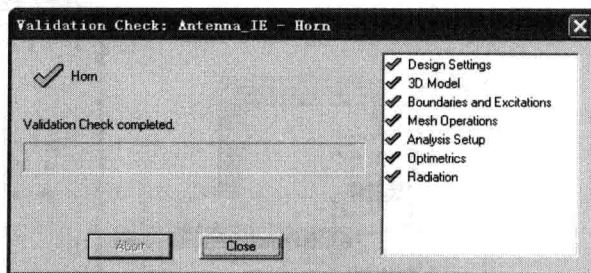 Validation Check: Antenna_IE - Horn
Horn
Validation Check completed.
Abort
Close
Design Settings
3D Model
Boundaries and Excitations
Mesh Operations
Analysis Setup
Optimetrics
Radiation